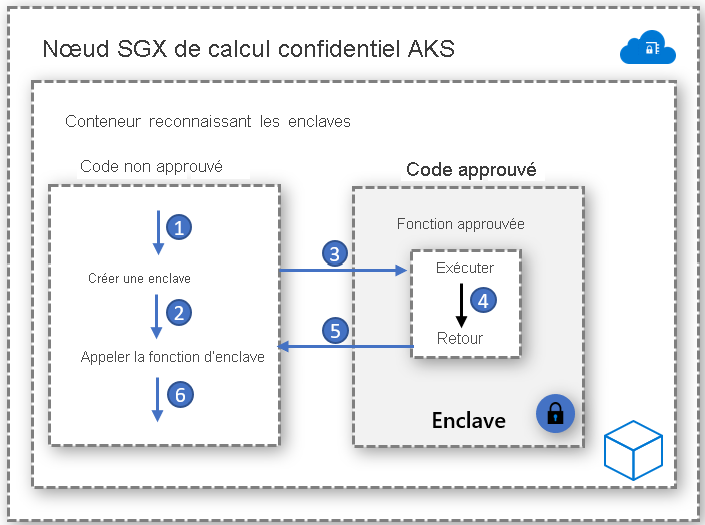 Nœud SGX de calcul confidentiel AKS
Conteneur reconnaissant les enclaves
Code non approuvé
Code approuvé
1
Créer une enclave
2
Appeler la fonction d'enclave
6
3
5
Fonction approuvée
Exécuter
4
Retour
Enclave